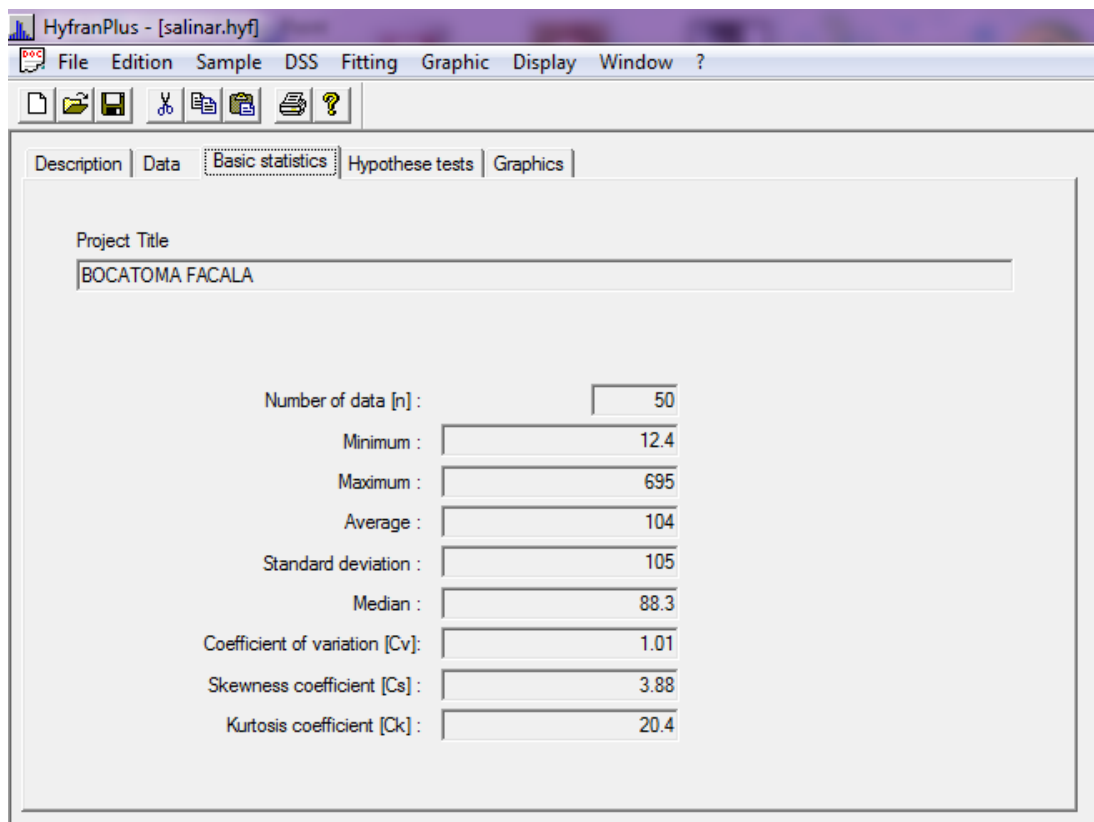 HyfranPlus - [salinar.hyf]
File Edition Sample DSS Fitting Graphic Display Window ?
Description Data Basic statistics Hypothese tests Graphics
Project Title
BOCATOMA FACALA
Number of data [n] : 50
Minimum : 12.4
Maximum : 695
Average : 104
Standard deviation : 105
Median : 88.3
Coefficient of variation [Cv]: 1.01
Skewness coefficient [Cs] : 3.88
Kurtosis coefficient [Ck] : 20.4